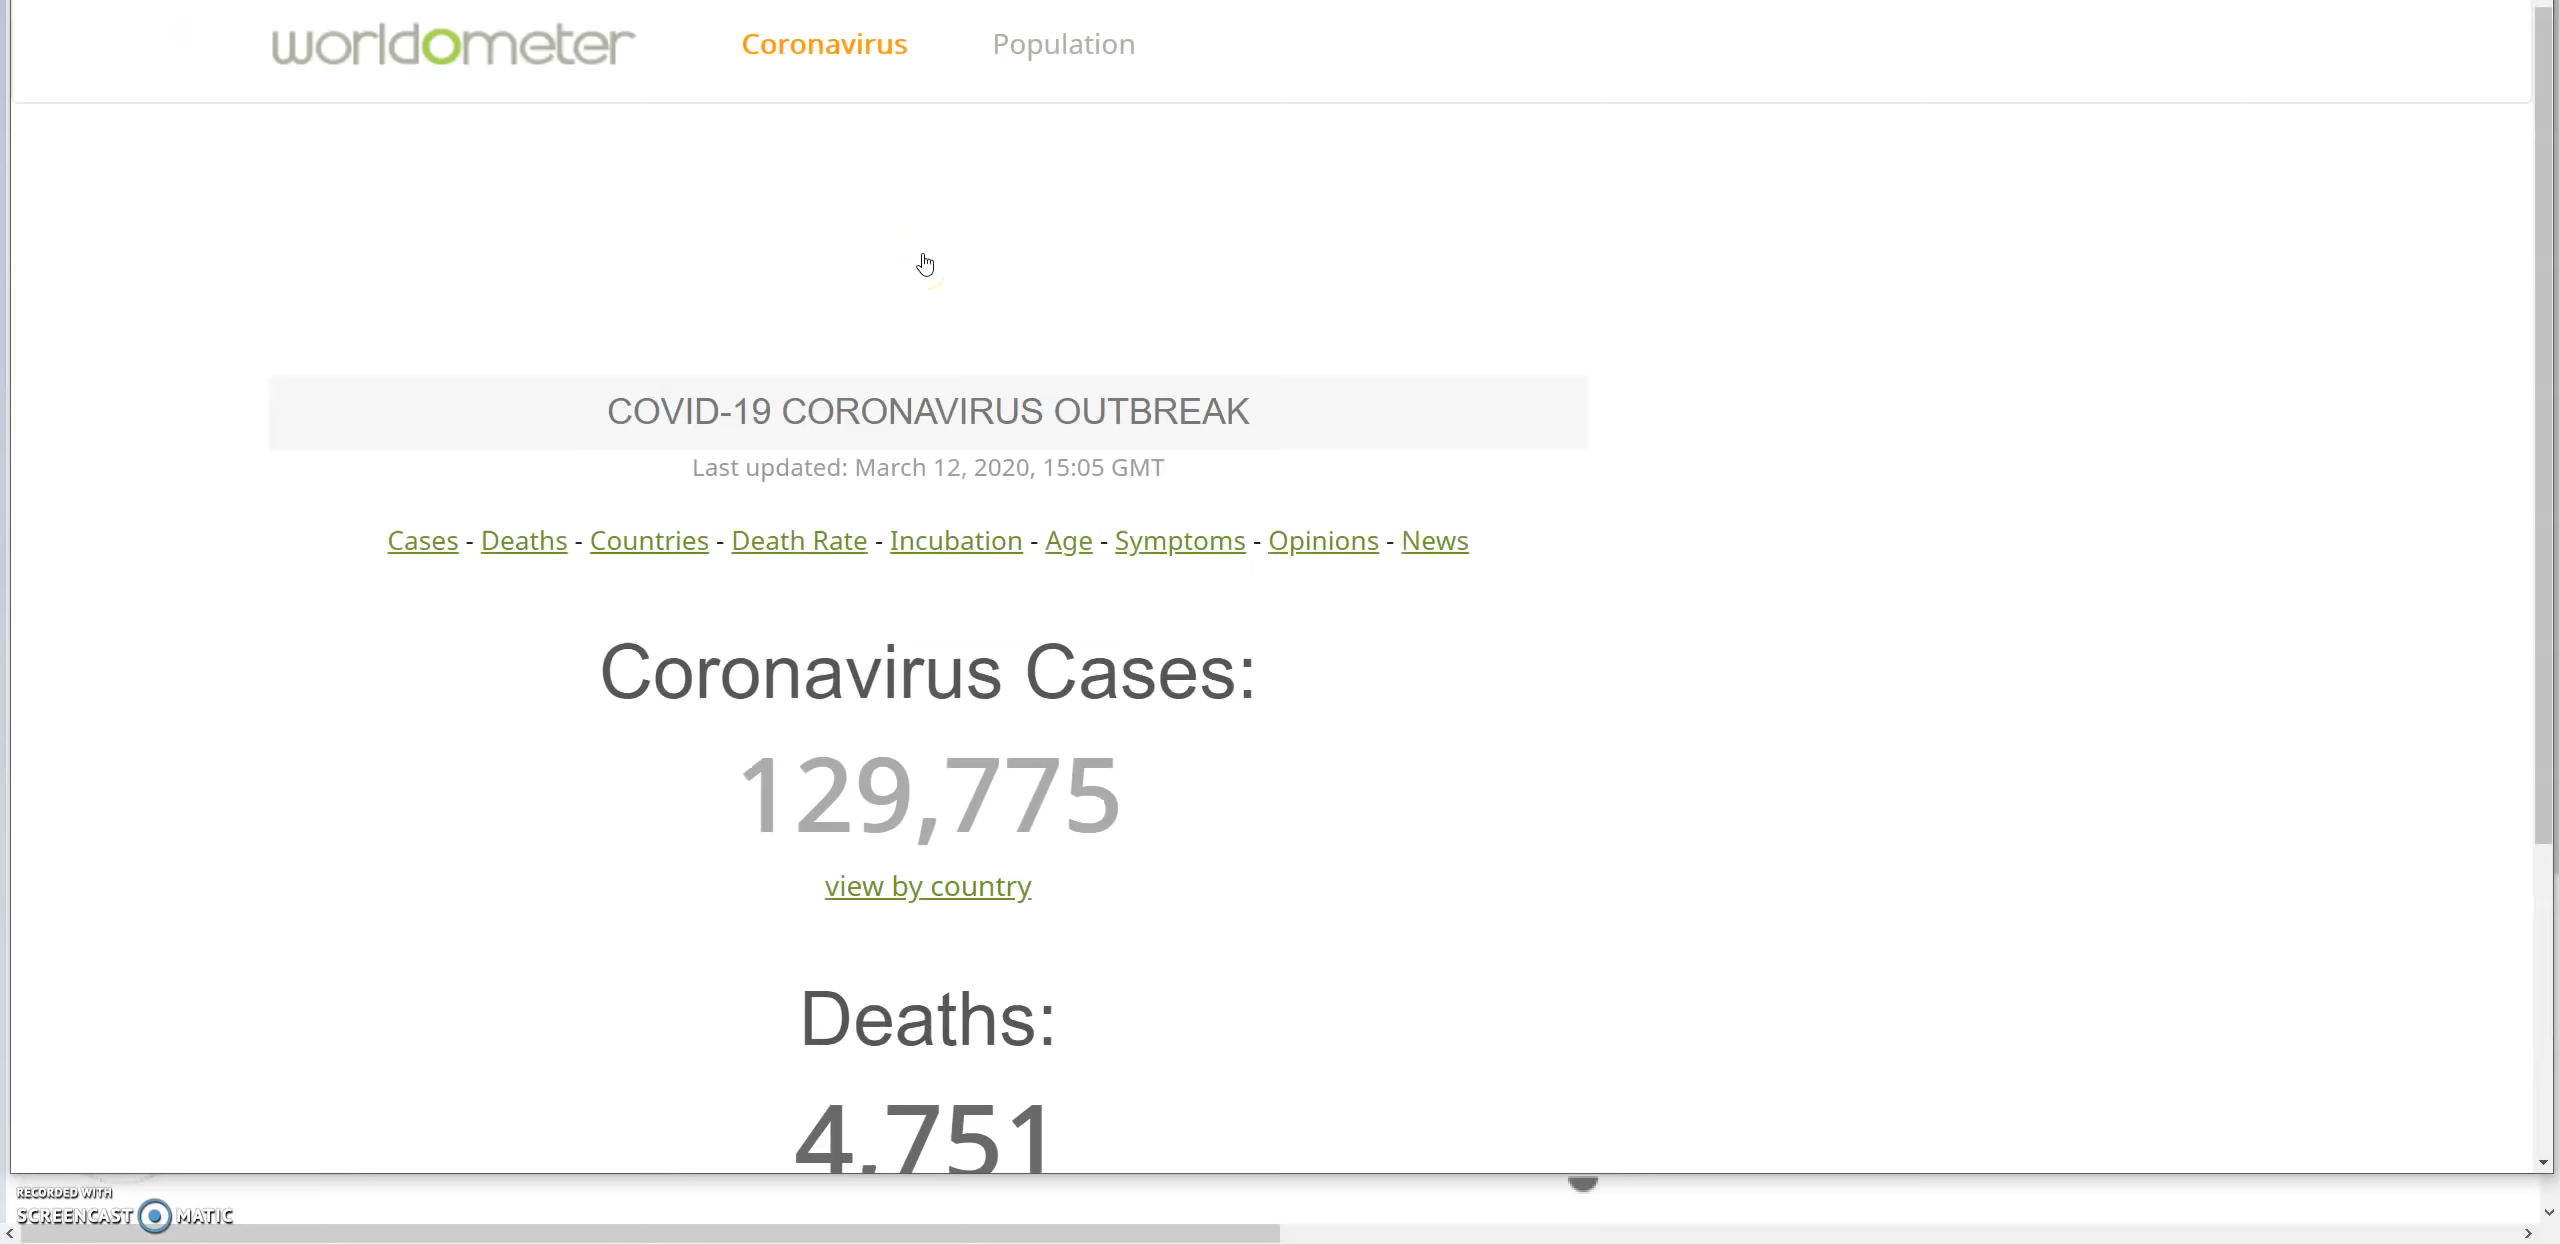 worldometer Coronavirus Population
COVID-19 CORONAVIRUS OUTBREAK
Last updated: March 12, 2020, 15:05 GMT
Cases - Deaths - Countries - Death Rate - Incubation - Age - Symptoms - Opinions - News
Coronavirus Cases:
129,775
view by country
Deaths:
4,751
RECORDED WITH
SCREENCAST MATIC